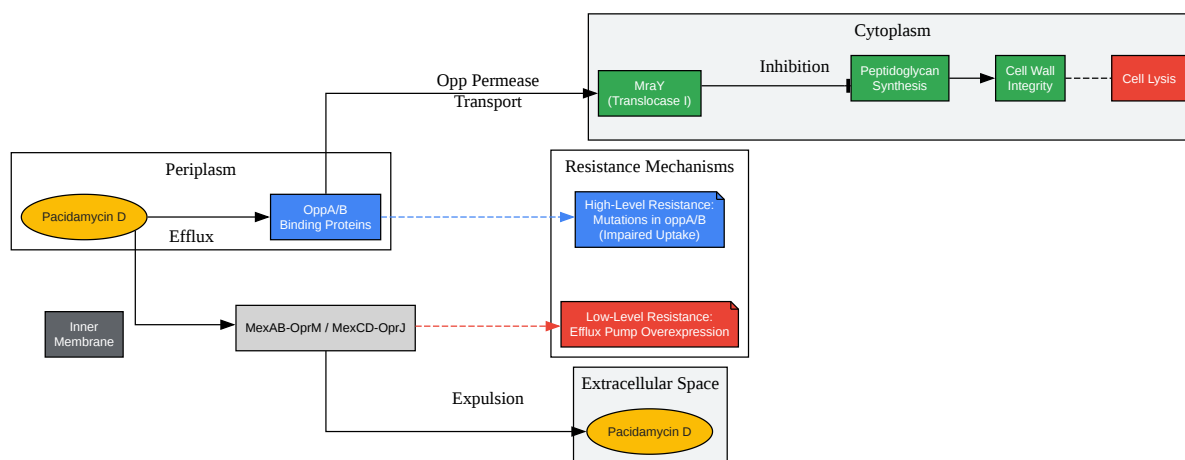 Cytoplasm
Opp Permease
Transport
MraY
(Translocase I)
Inhibition
Peptidoglycan
Synthesis
Cell Wall
Integrity
Cell Lysis
Periplasm
Pacidamycin D
Efflux
OppA/B
Binding Proteins
Resistance Mechanisms
High-Level Resistance:
Mutations in oppA/B
(Impaired Uptake)
Low-Level Resistance:
Efflux Pump Overexpression
Inner
Membrane
MexAB-OprM / MexCD-OprJ
Expulsion
Extracellular Space
Pacidamycin D